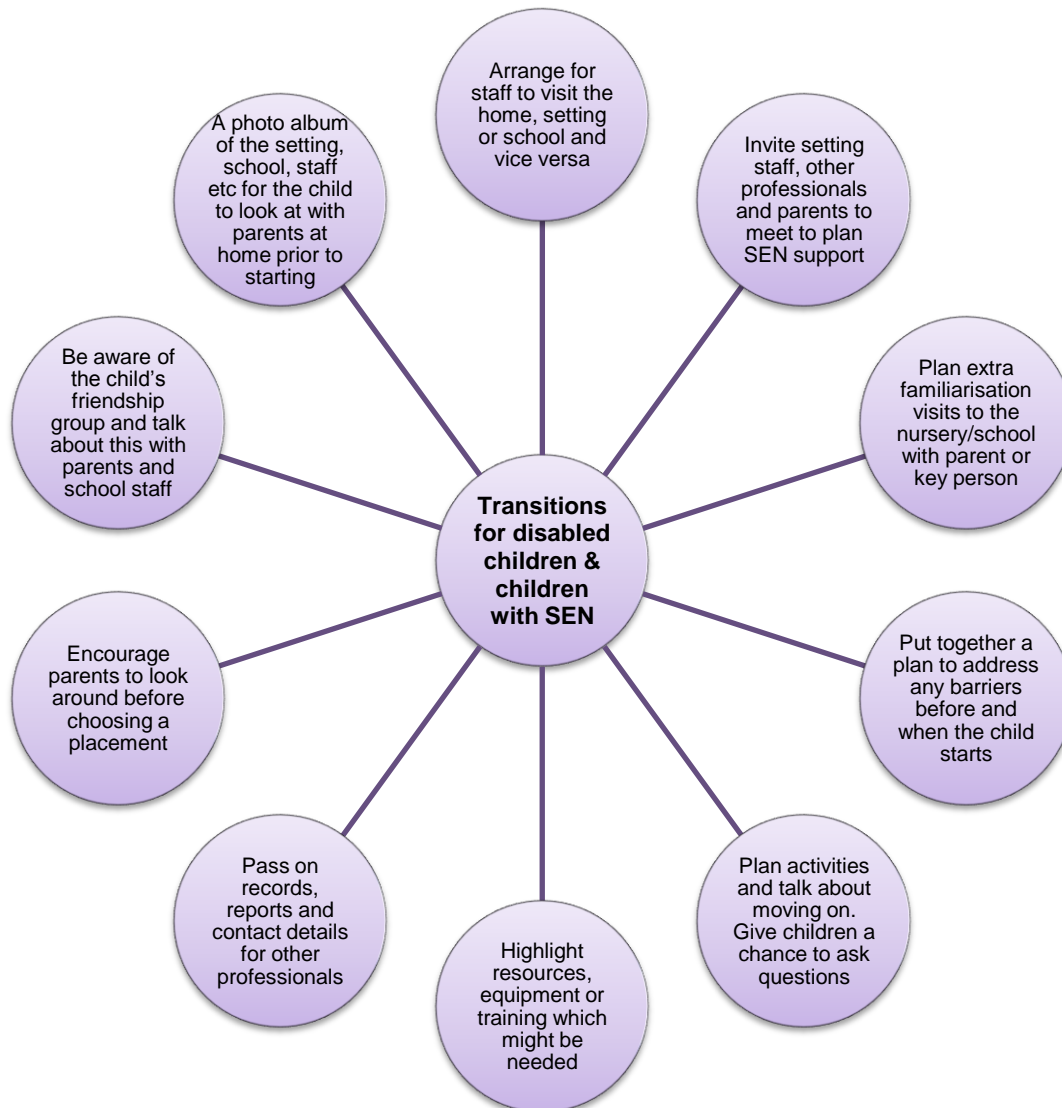 Arrange for
staff to visit the
home, setting
or school and
vice versa
Invite setting
staff, other
professionals
and parents to
meet to plan
SEN support
Plan extra
familiarisation
visits to the
nursery/school
with parent or
key person
Put together a
plan to address
any barriers
before and
when the child
starts
Plan activities
and talk about
moving on.
Give children a
chance to ask
questions
Highlight
resources,
equipment or
training which
might be
needed
Pass on
records,
reports and
contact details
for other
professionals
Encourage
parents to look
around before
choosing a
placement
Be aware of
the child’s
friendship
group and talk
about this with
parents and
school staff
A photo album
of the setting,
school, staff
etc for the child
to look at with
parents at
home prior to
starting
Transitions
for disabled
children &
children
with SEN